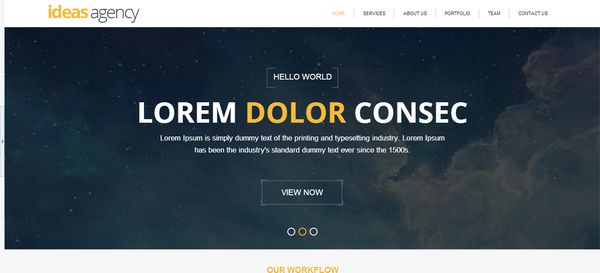 ideas agency
HOME SERVICES ABOUT US PORTFOLIO TEAM CONTACT US
HELLO WORLD
LOREM DOLOR CONSEC
Lorem Ipsum is simply dummy text of the printing and typesetting industry. Lorem Ipsum
has been the industry's standard dummy text ever since the 1500s.
VIEW NOW
OUR WORKFLOW